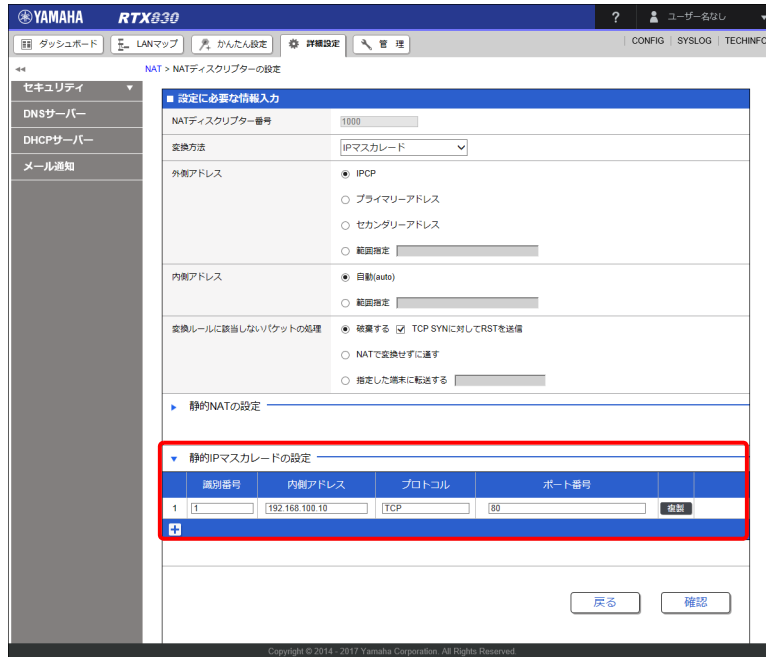 YAMAHA RTX830 ? ユーザー名なし
ダッシュボード LANマップ かんたん設定 詳細設定 管 理 CONFIG SYSLOG TECHINFO
NAT > NATディスクリプターの設定
セキュリティ
DNSサーバー
DHCPサーバー
メール通知
■ 設定に必要な情報入力
NATディスクリプター番号 1000
変換方法 IPマスカレード
外側アドレス IPCP
プライマリーアドレス
セカンダリーアドレス
範囲指定
内側アドレス 自動(auto)
範囲指定
変換ルールに該当しないパケットの処理 破棄する TCP SYNに対してRSTを送信
NATで変換せずに通す
指定した端末に転送する
静的NATの設定
静的IPマスカレードの設定
識別番号 内側アドレス プロトコル ポート番号
1 1 192.168.100.10 TCP 80 複製
戻る 確認
Copyright © 2014 - 2017 Yamaha Corporation. All Rights Reserved.